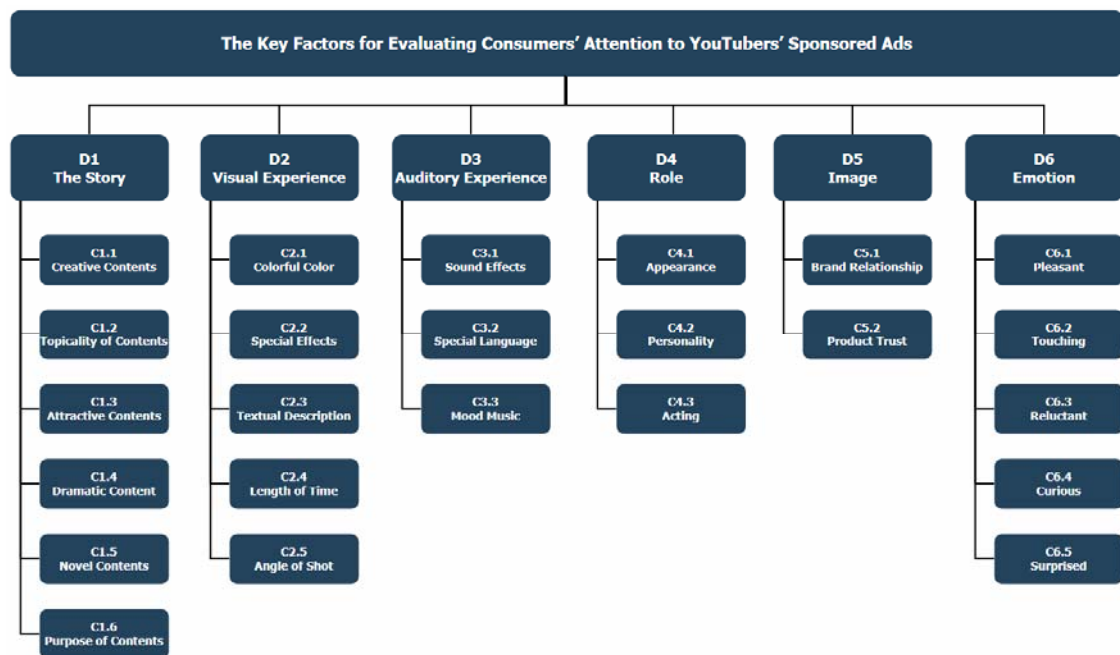 The Key Factors for Evaluating Consumers’ Attention to YouTubers’ Sponsored Ads
D1
The Story
C1.1
Creative Contents
C1.2
Topicality of Contents
C1.3
Attractive Contents
C1.4
Dramatic Content
C1.5
Novel Contents
C1.6
Purpose of Contents
D2
Visual Experience
C2.1
Colorful Color
C2.2
Special Effects
C2.3
Textual Description
C2.4
Length of Time
C2.5
Angle of Shot
D3
Auditory Experience
C3.1
Sound Effects
C3.2
Special Language
C3.3
Mood Music
D4
Role
C4.1
Appearance
C4.2
Personality
C4.3
Acting
D5
Image
C5.1
Brand Relationship
C5.2
Product Trust
D6
Emotion
C6.1
Pleasant
C6.2
Touching
C6.3
Reluctant
C6.4
Curious
C6.5
Surprised